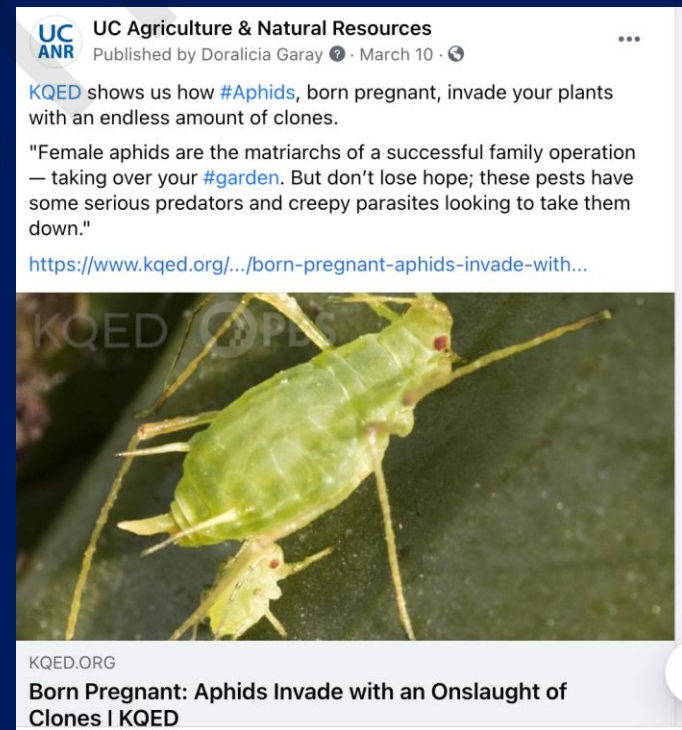 UC
ANR
UC Agriculture & Natural Resources
Published by Doralicia Garay · March 10 ·
KQED shows us how #Aphids, born pregnant, invade your plants
with an endless amount of clones.
"Female aphids are the matriarchs of a successful family operation
— taking over your #garden. But don’t lose hope; these pests have
some serious predators and creepy parasites looking to take them
down."
https://www.kqed.org/.../born-pregnant-aphids-invade-with...
KQED PBS
KQED.ORG
Born Pregnant: Aphids Invade with an Onslaught of
Clones | KQED